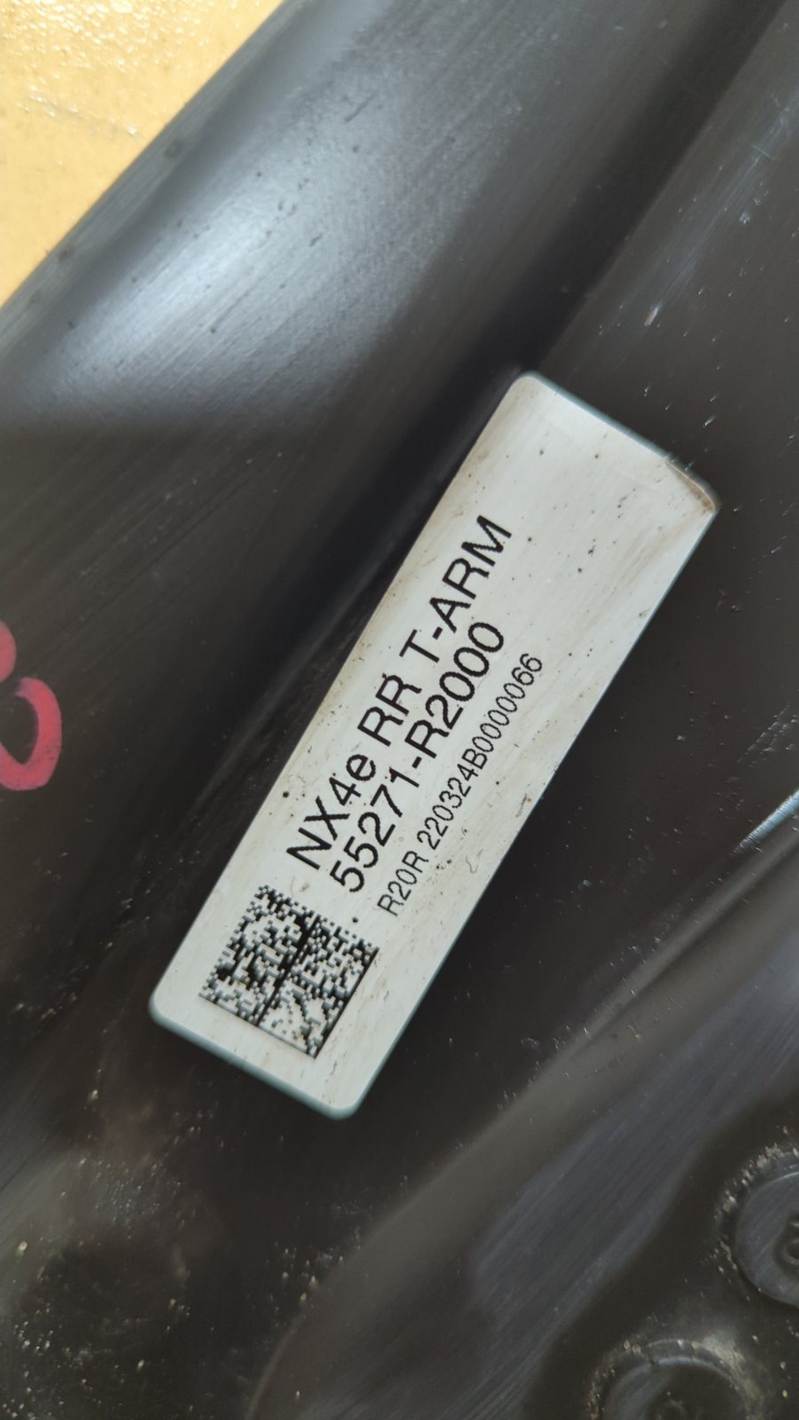 NX4e RR T-ARM
55271-R2000
R20R 220324B0000066